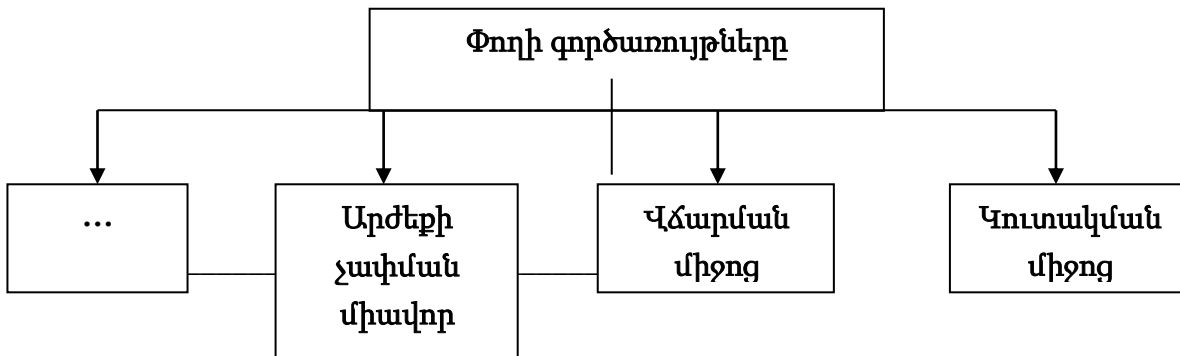 Փողի գործառույթները
...
Արժեքի
չափման
միավոր
Վճարման
միջոց
Կուտակման
միջոց